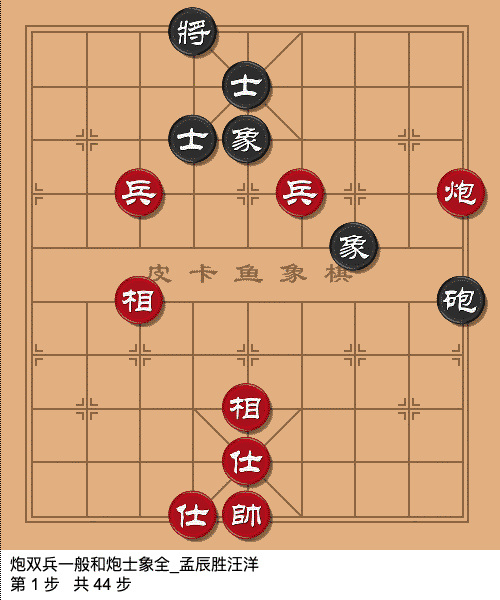 將
士
士 象
兵 兵 炮
象
皮卡鱼象棋
相 砲
相
仕
仕 帥
炮双兵一般和炮士象全_孟辰胜汪洋
第 1 步 共 44 步